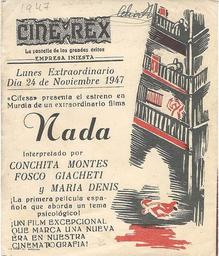 1947
CINE-REX
La pantalla de los grandes éxitos
EMPRESA INIESTA
Lunes Extraordinario
Día 24 de Noviembre 1947
«Cifesa» presenta el estreno en
Murcia de un extraordinario films
Nada
Interpretado por
CONCHITA MONTES
FOSCO GIACHETI
y MARIA DENIS
¡La primera película espa-
ñola que aborda un tema
psicológico!
¡UN FILM EXCEPCIONAL
QUE MARCA UNA NUEVA
ERA EN NUESTRA
CINEMATOGRAFIA!